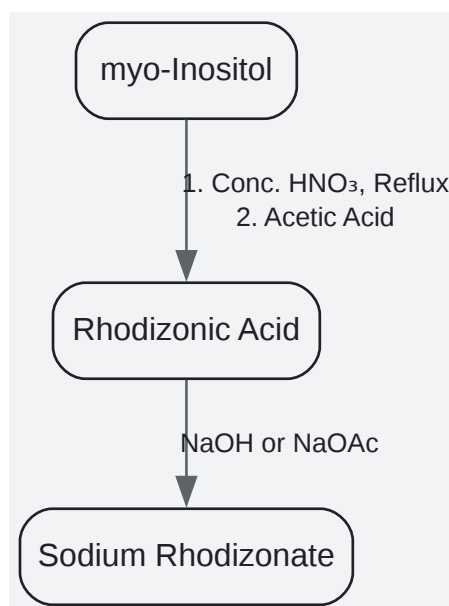 myo-Inositol
1. Conc. HNO₃, Reflux
2. Acetic Acid
Rhodizonic Acid
NaOH or NaOAc
Sodium Rhodizonate